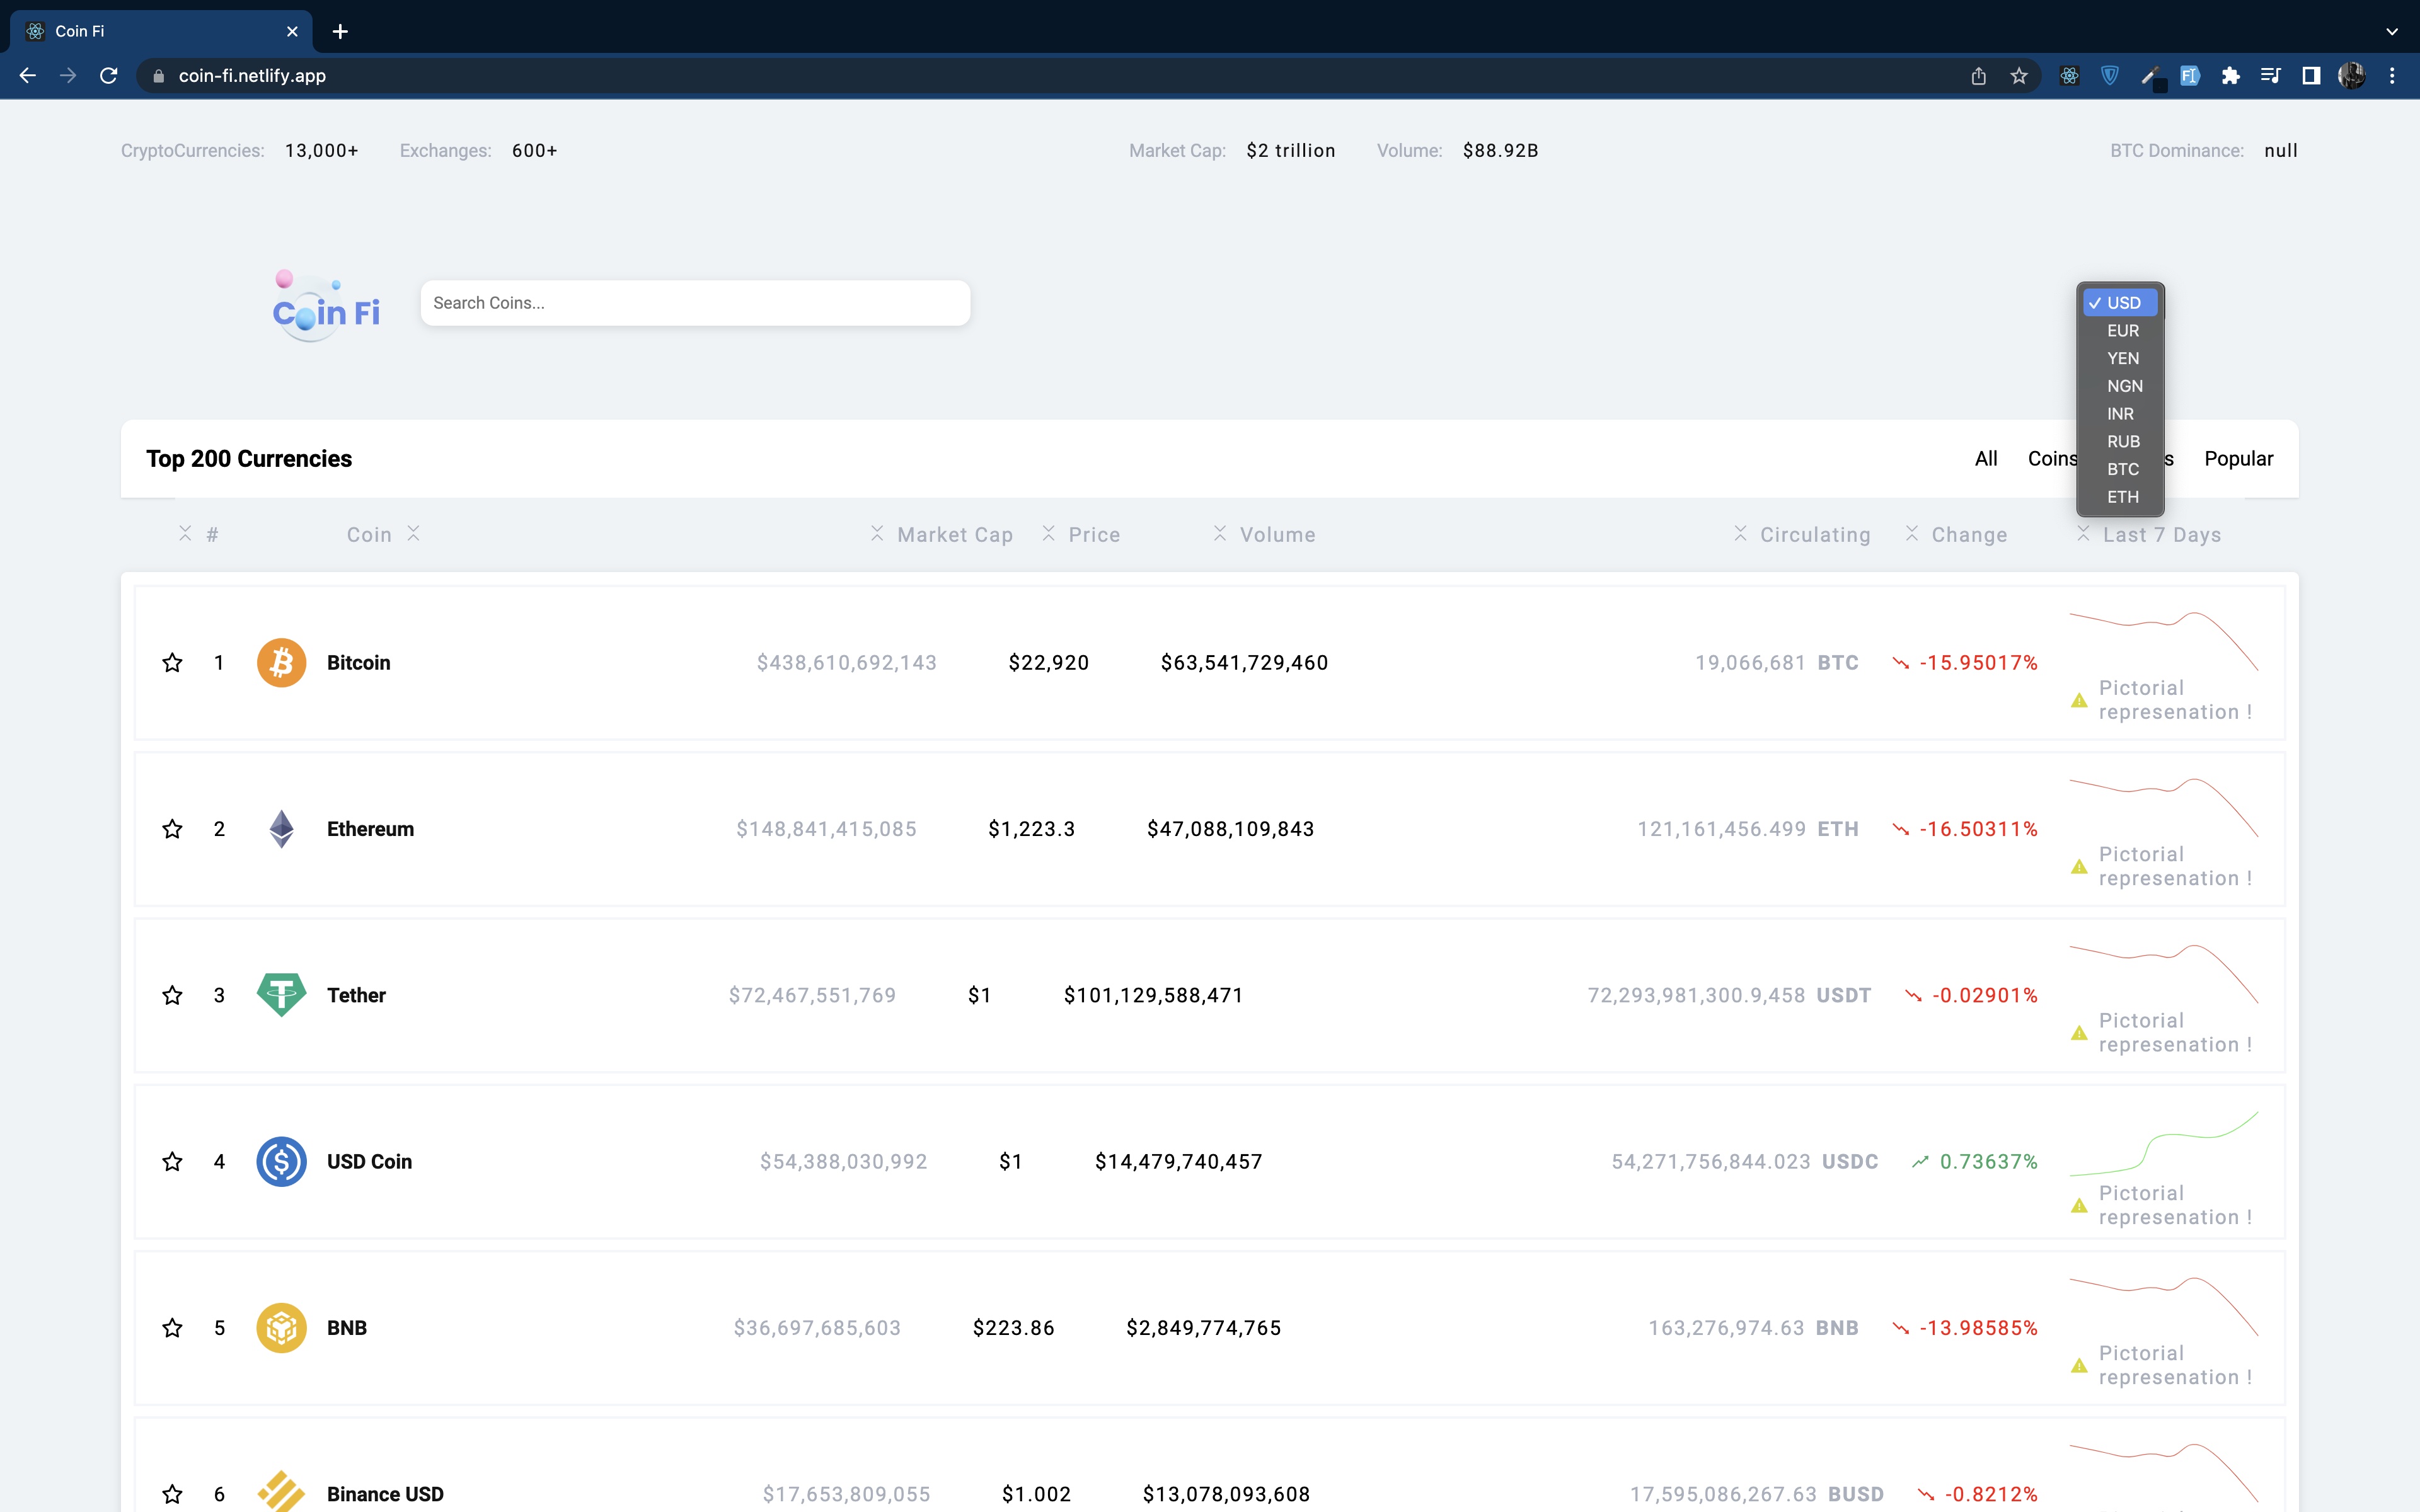 Coin Fi
coin-fi.netlify.app
CryptoCurrencies: 13,000+ Exchanges: 600+ Market Cap: $2 trillion Volume: $88.92B BTC Dominance: null
Coin Fi
Search Coins...
USD
EUR
YEN
NGN
INR
RUB
BTC
ETH
Top 200 Currencies All Coins s Popular
# Coin Market Cap Price Volume Circulating Change Last 7 Days
1 Bitcoin $438,610,692,143 $22,920 $63,541,729,460 19,066,681 BTC -15.95017%
Pictorial
represenation !
2 Ethereum $148,841,415,085 $1,223.3 $47,088,109,843 121,161,456.499 ETH -16.50311%
Pictorial
represenation !
3 Tether $72,467,551,769 $1 $101,129,588,471 72,293,981,300.9,458 USDT -0.02901%
Pictorial
represenation !
4 USD Coin $54,388,030,992 $1 $14,479,740,457 54,271,756,844.023 USDC 0.73637%
Pictorial
represenation !
5 BNB $36,697,685,603 $223.86 $2,849,774,765 163,276,974.63 BNB -13.98585%
Pictorial
represenation !
6 Binance USD $17,653,809,055 $1.002 $13,078,093,608 17,595,086,267.63 BUSD -0.8212%